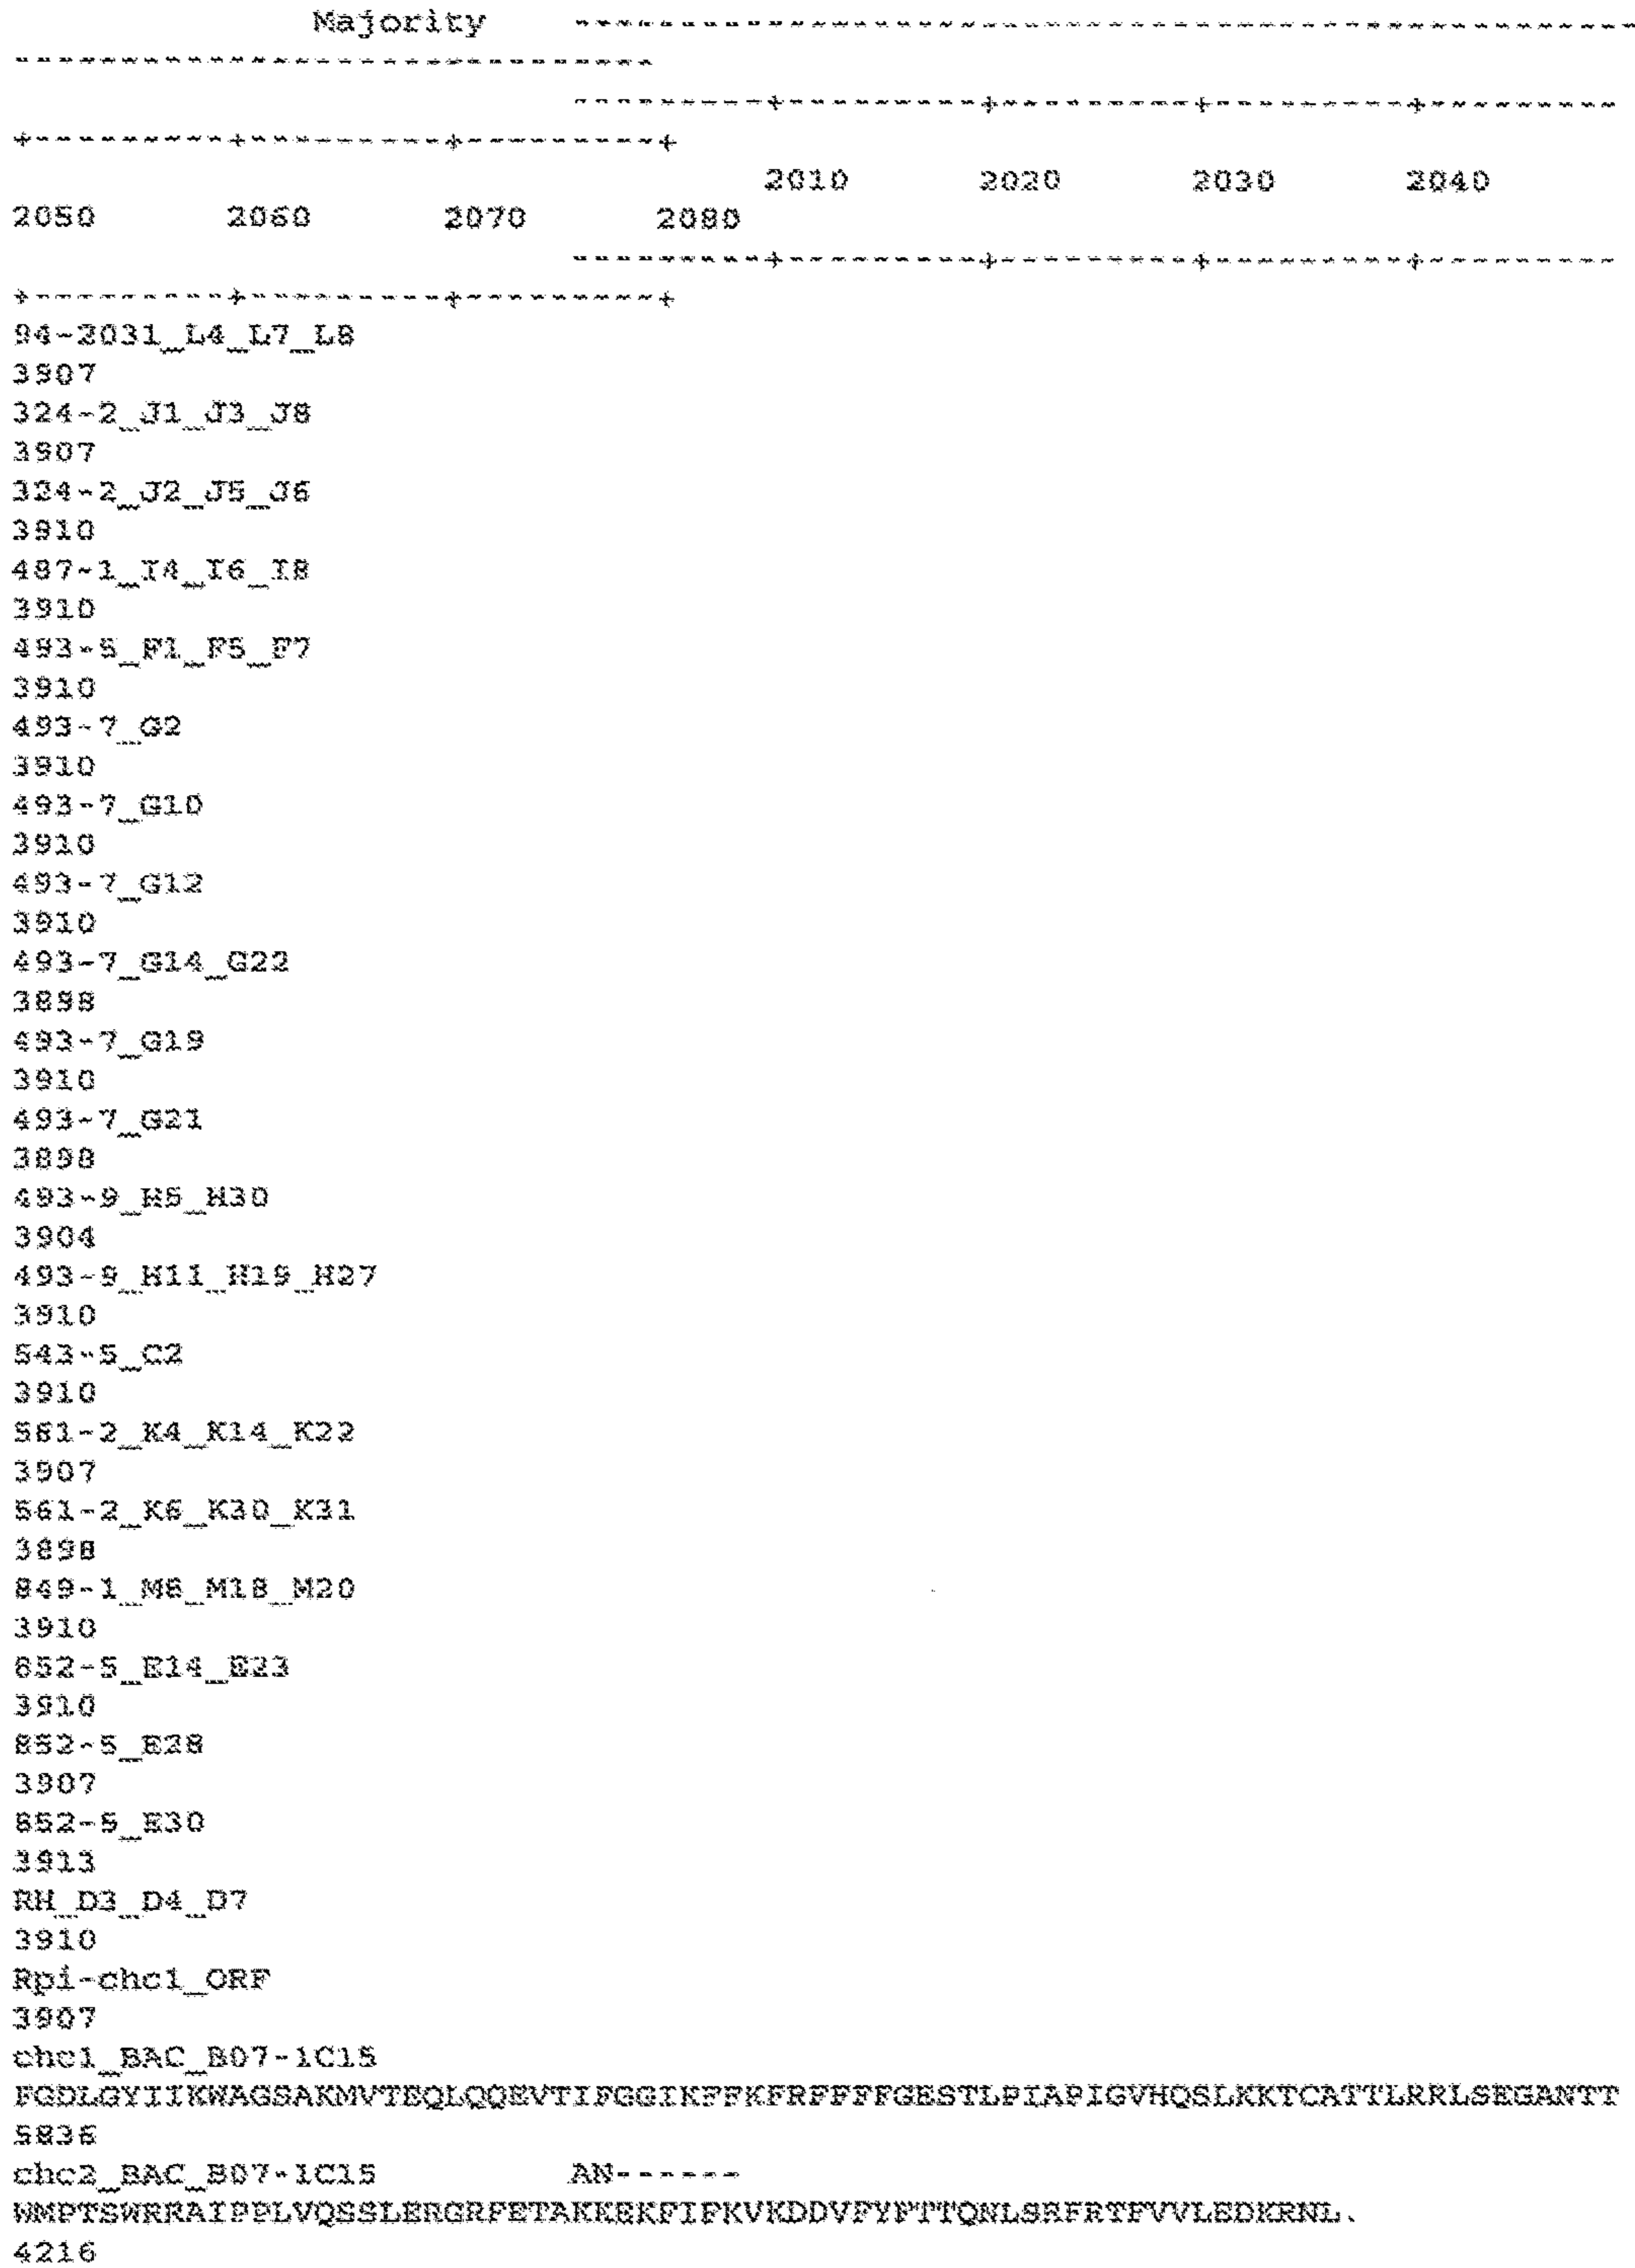 Majority --------------------------------------------------
------------------------------
---------+---------+---------+---------+---------
+---------+---------+---------+
2010 2020 2030 2040
2050 2060 2070 2080
---------+---------+---------+---------+---------
+---------+---------+---------+
94-2031_L4_L7_L8
3907
324-2_J1_J3_J8
3907
324-2_J2_J5_J6
3910
487-1_I4_I6_I8
3910
493-5_F1_F5_F7
3910
493-7_G2
3910
493-7_G10
3910
493-7_G12
3910
493-7_G14_G22
3898
493-7_G19
3910
493-7_G21
3898
493-9_H5_H30
3904
493-9_H11_H19_H27
3910
543-5_C2
3910
561-2_K4_K14_K22
3907
561-2_K6_K30_K31
3898
849-1_M8_M18_M20
3910
852-5_E14_E23
3910
852-5_E28
3907
852-5_E30
3913
RH_D3_D4_D7
3910
Rpi-chc1_ORF
3907
chc1_BAC_B07-1C15
FGDLGYIIKWAGSAKMVTEQLQQEVTIFGGIKFFKFRFFFFGESTLPIAPIGVHQSLKKTCATTLRRLSEGANTT
5836
chc2_BAC_B07-1C15 AN------
WMPTSWRRAIPPLVQSSLERGRFETAKKEKFIFKVKDDVFYFTTQNLSRFRTFVVLEDKRNL.
4216